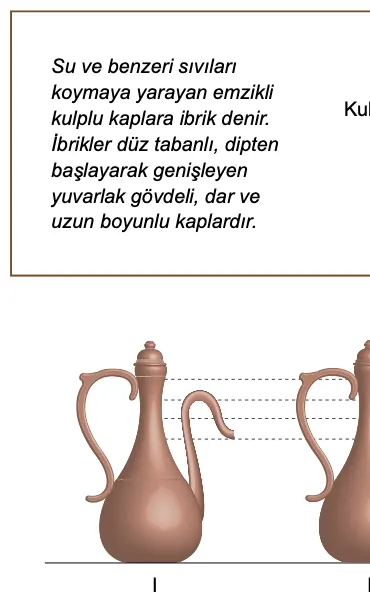 Su ve benzeri sıvıları
koymaya yarayan emzikli
kulplu kaplara ibrik denir.
İbrikler düz tabanlı, dipten
başlayarak genişleyen
yuvarlak gövdeli, dar ve
uzun boyunlu kaplardır.
Kul
I